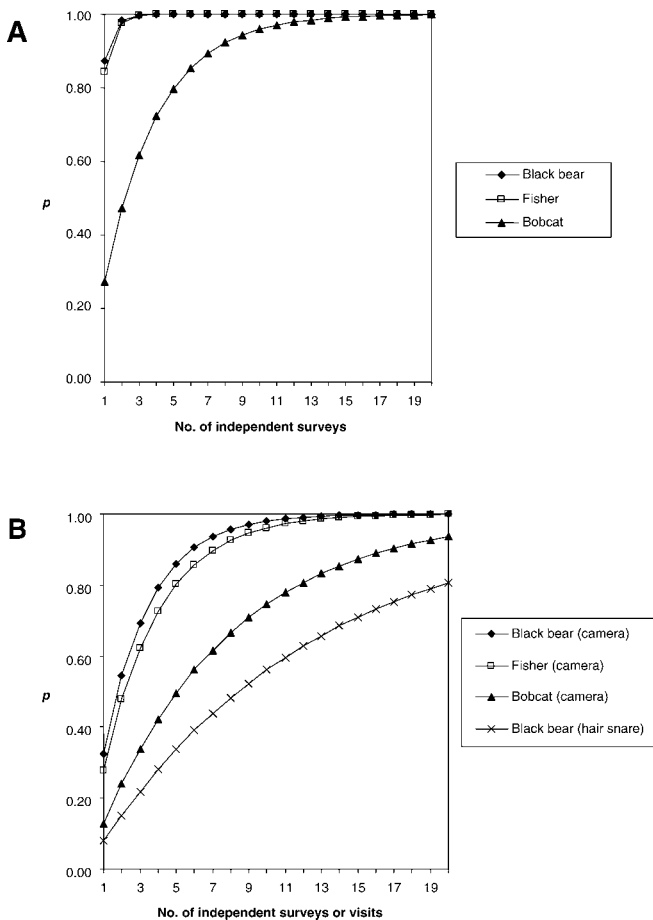 A
1.00
0.80
0.60
p
0.40
0.20
0.00
1 3 5 7 9 11 13 15 17 19
No. of independent surveys
Black bear
Fisher
Bobcat
B
1.00
0.80
0.60
p
0.40
0.20
0.00
1 3 5 7 9 11 13 15 17 19
No. of independent surveys or visits
Black bear (camera)
Fisher (camera)
Bobcat (camera)
Black bear (hair snare)